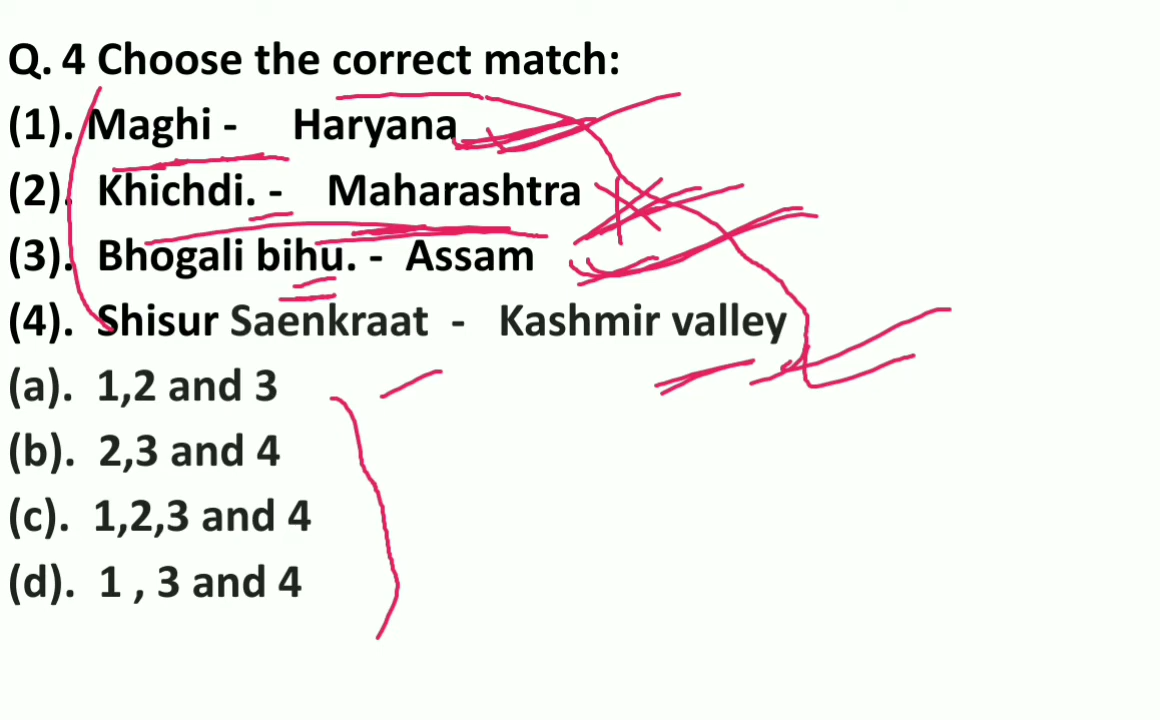 Q. 4 Choose the correct match:
(1). Maghi - Haryana
(2). Khichdi. - Maharashtra
(3). Bhogali bihu. - Assam
(4). Shisur Saenkraat - Kashmir valley
(a). 1,2 and 3
(b). 2,3 and 4
(c). 1,2,3 and 4
(d). 1 , 3 and 4